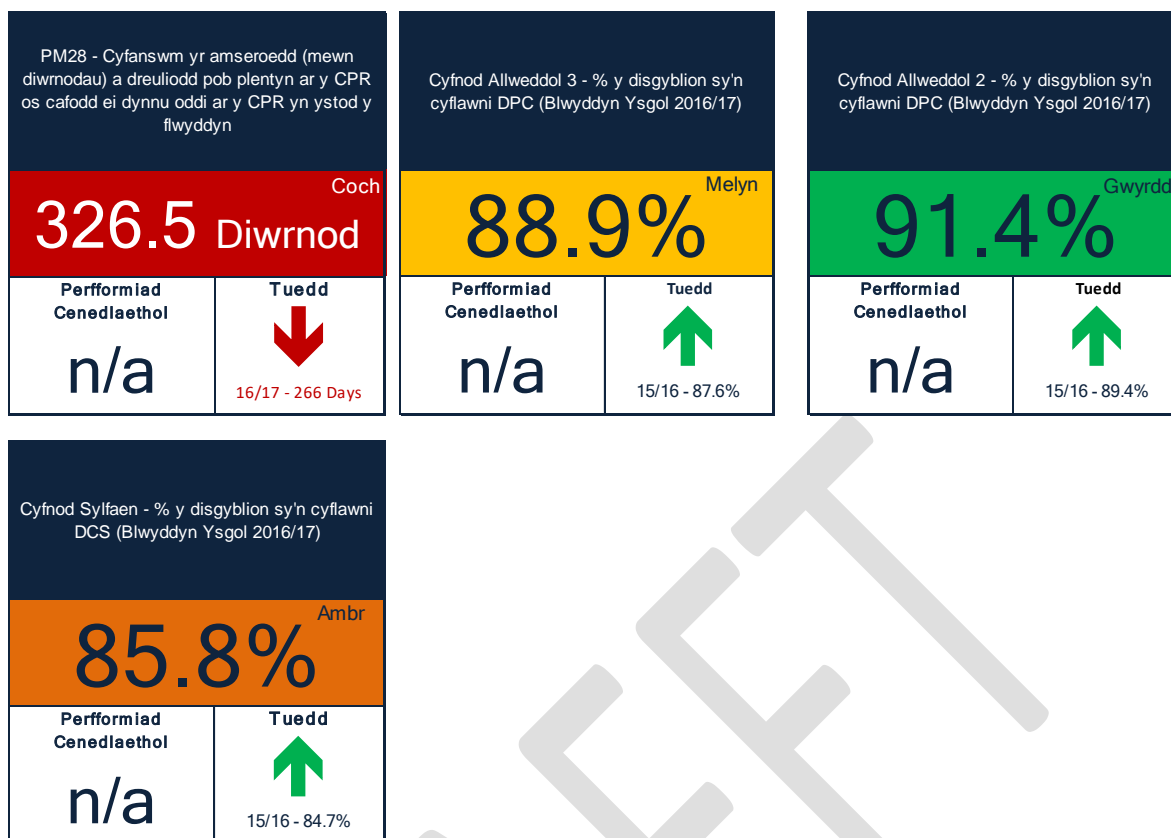 PM28 - Cyfanswm yr amseroedd (mewn
diwrnodau) a dreuliodd pob plentyn ar y CPR
os cafodd ei dynnu oddi ar y CPR yn ystod y
flwyddyn
Coch
326.5 Diwrnod
Perfformiad
Cenedlaethol
n/a
Tuedd
16/17 - 266 Days
Cyfnod Allweddol 3 - % y disgyblion sy'n
cyflawni DPC (Blwyddyn Ysgol 2016/17)
Melyn
88.9%
Perfformiad
Cenedlaethol
n/a
Tuedd
15/16 - 87.6%
Cyfnod Allweddol 2 - % y disgyblion sy'n
cyflawni DPC (Blwyddyn Ysgol 2016/17)
Gwyrdd
91.4%
Perfformiad
Cenedlaethol
n/a
Tuedd
15/16 - 89.4%
Cyfnod Sylfaen - % y disgyblion sy'n cyflawni
DCS (Blwyddyn Ysgol 2016/17)
Ambr
85.8%
Perfformiad
Cenedlaethol
n/a
Tuedd
15/16 - 84.7%